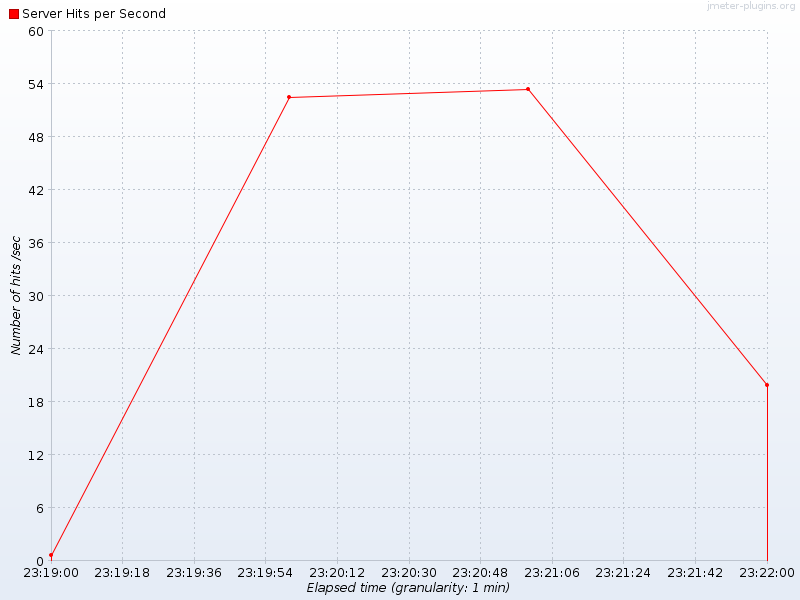 jmeter-plugins.org
Server Hits per Second
60
54
48
42
36
30
24
18
12
6
0
Number of hits /sec
23:19:00 23:19:18 23:19:36 23:19:54 23:20:12 23:20:30 23:20:48 23:21:06 23:21:24 23:21:42 23:22:00
Elapsed time (granularity: 1 min)